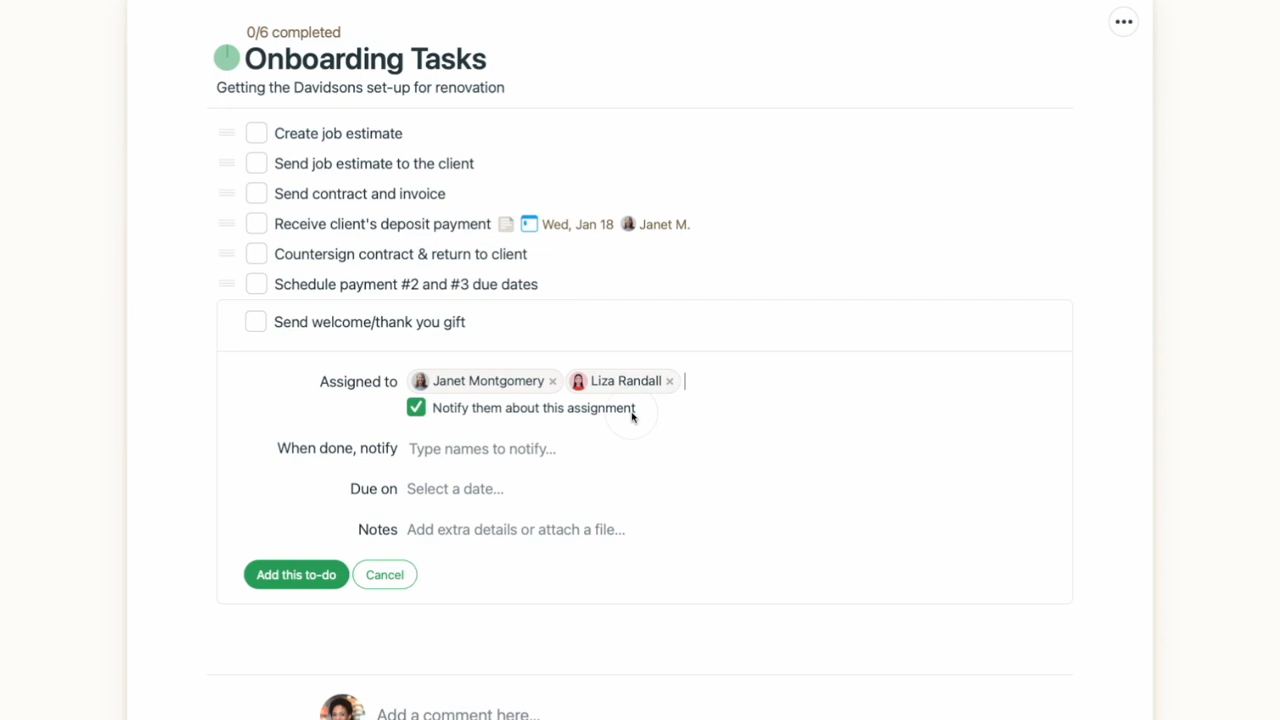 0/6 completed
Onboarding Tasks
Getting the Davidsons set-up for renovation
Create job estimate
Send job estimate to the client
Send contract and invoice
Receive client's deposit payment Wed, Jan 18 Janet M.
Countersign contract & return to client
Schedule payment #2 and #3 due dates
Send welcome/thank you gift
Assigned to Janet Montgomery × Liza Randall ×
Notify them about this assignment
When done, notify Type names to notify...
Due on Select a date...
Notes Add extra details or attach a file...
Add this to-do Cancel
Add a comment here...